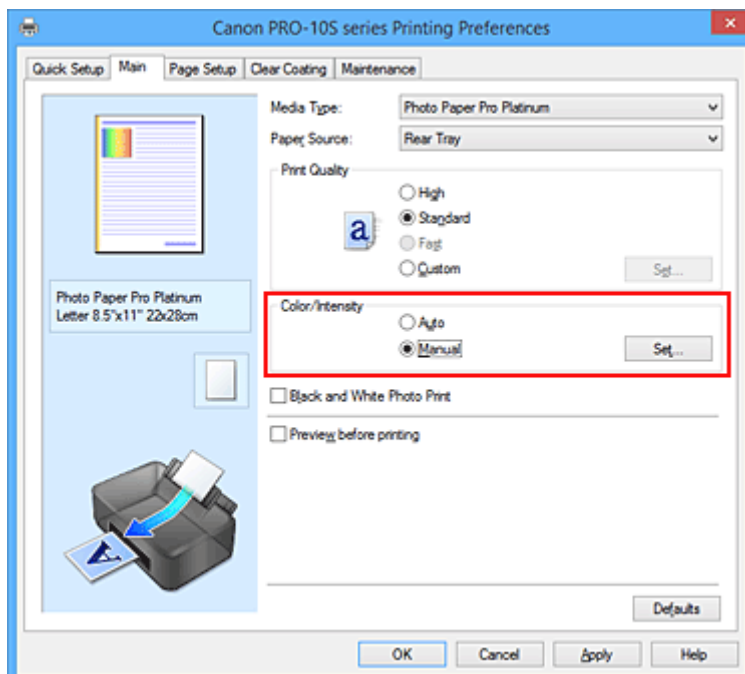 Canon PRO-10S series Printing Preferences
Quick Setup Main Page Setup Clear Coating Maintenance
Media Type: Photo Paper Pro Platinum
Paper Source: Rear Tray
Print Quality
High
Standard
Fast
Custom Set...
Photo Paper Pro Platinum
Letter 8.5"x11" 22x28cm
Color/Intensity
Auto
Manual Set...
Black and White Photo Print
Preview before printing
Defaults
OK Cancel Apply Help
a
A